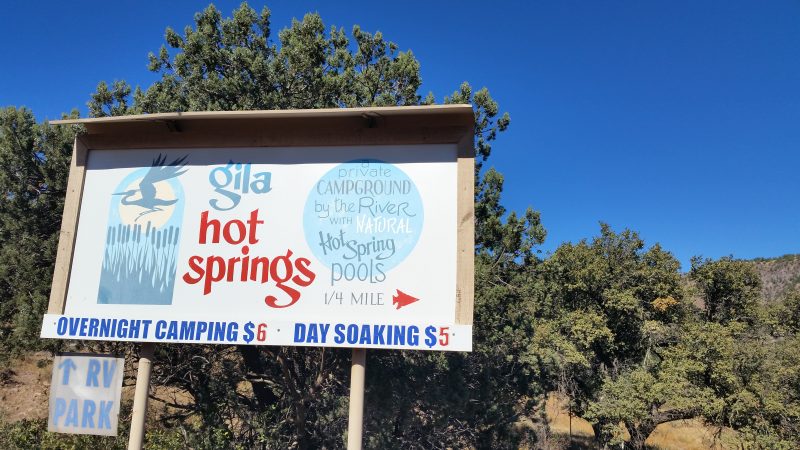 gila
hot
springs
a
private
CAMPGROUND
by the River
WITH NATURAL
Hot Spring
pools
1/4 MILE
OVERNIGHT CAMPING $6 · DAY SOAKING $5
↑ RV
PARK